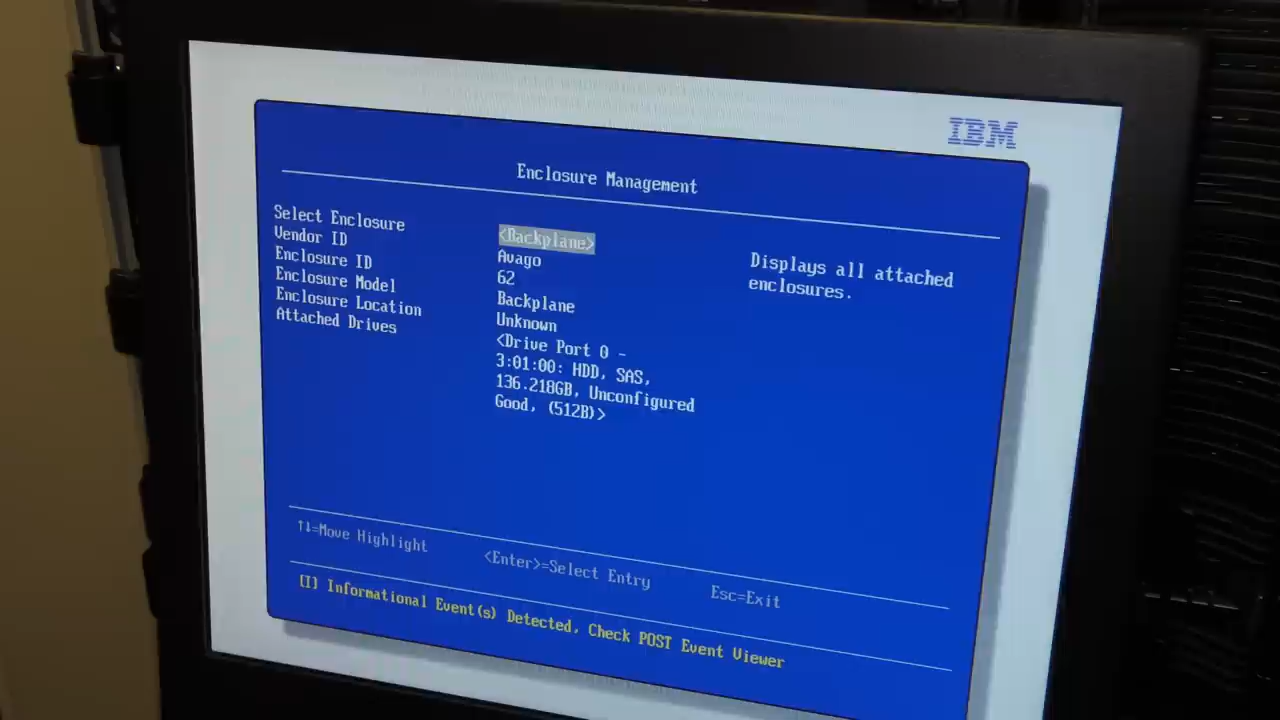 IBM
Enclosure Management
Select Enclosure <Backplane>
Vendor ID Avago
Enclosure ID 62
Enclosure Model Backplane
Enclosure Location Unknown
Attached Drives <Drive Port 0 -
3:01:00: HDD, SAS,
136.218GB, Unconfigured
Good, (512B)>
Displays all attached
enclosures.
↑↓=Move Highlight <Enter>=Select Entry Esc=Exit
[I] Informational Event(s) Detected, Check POST Event Viewer